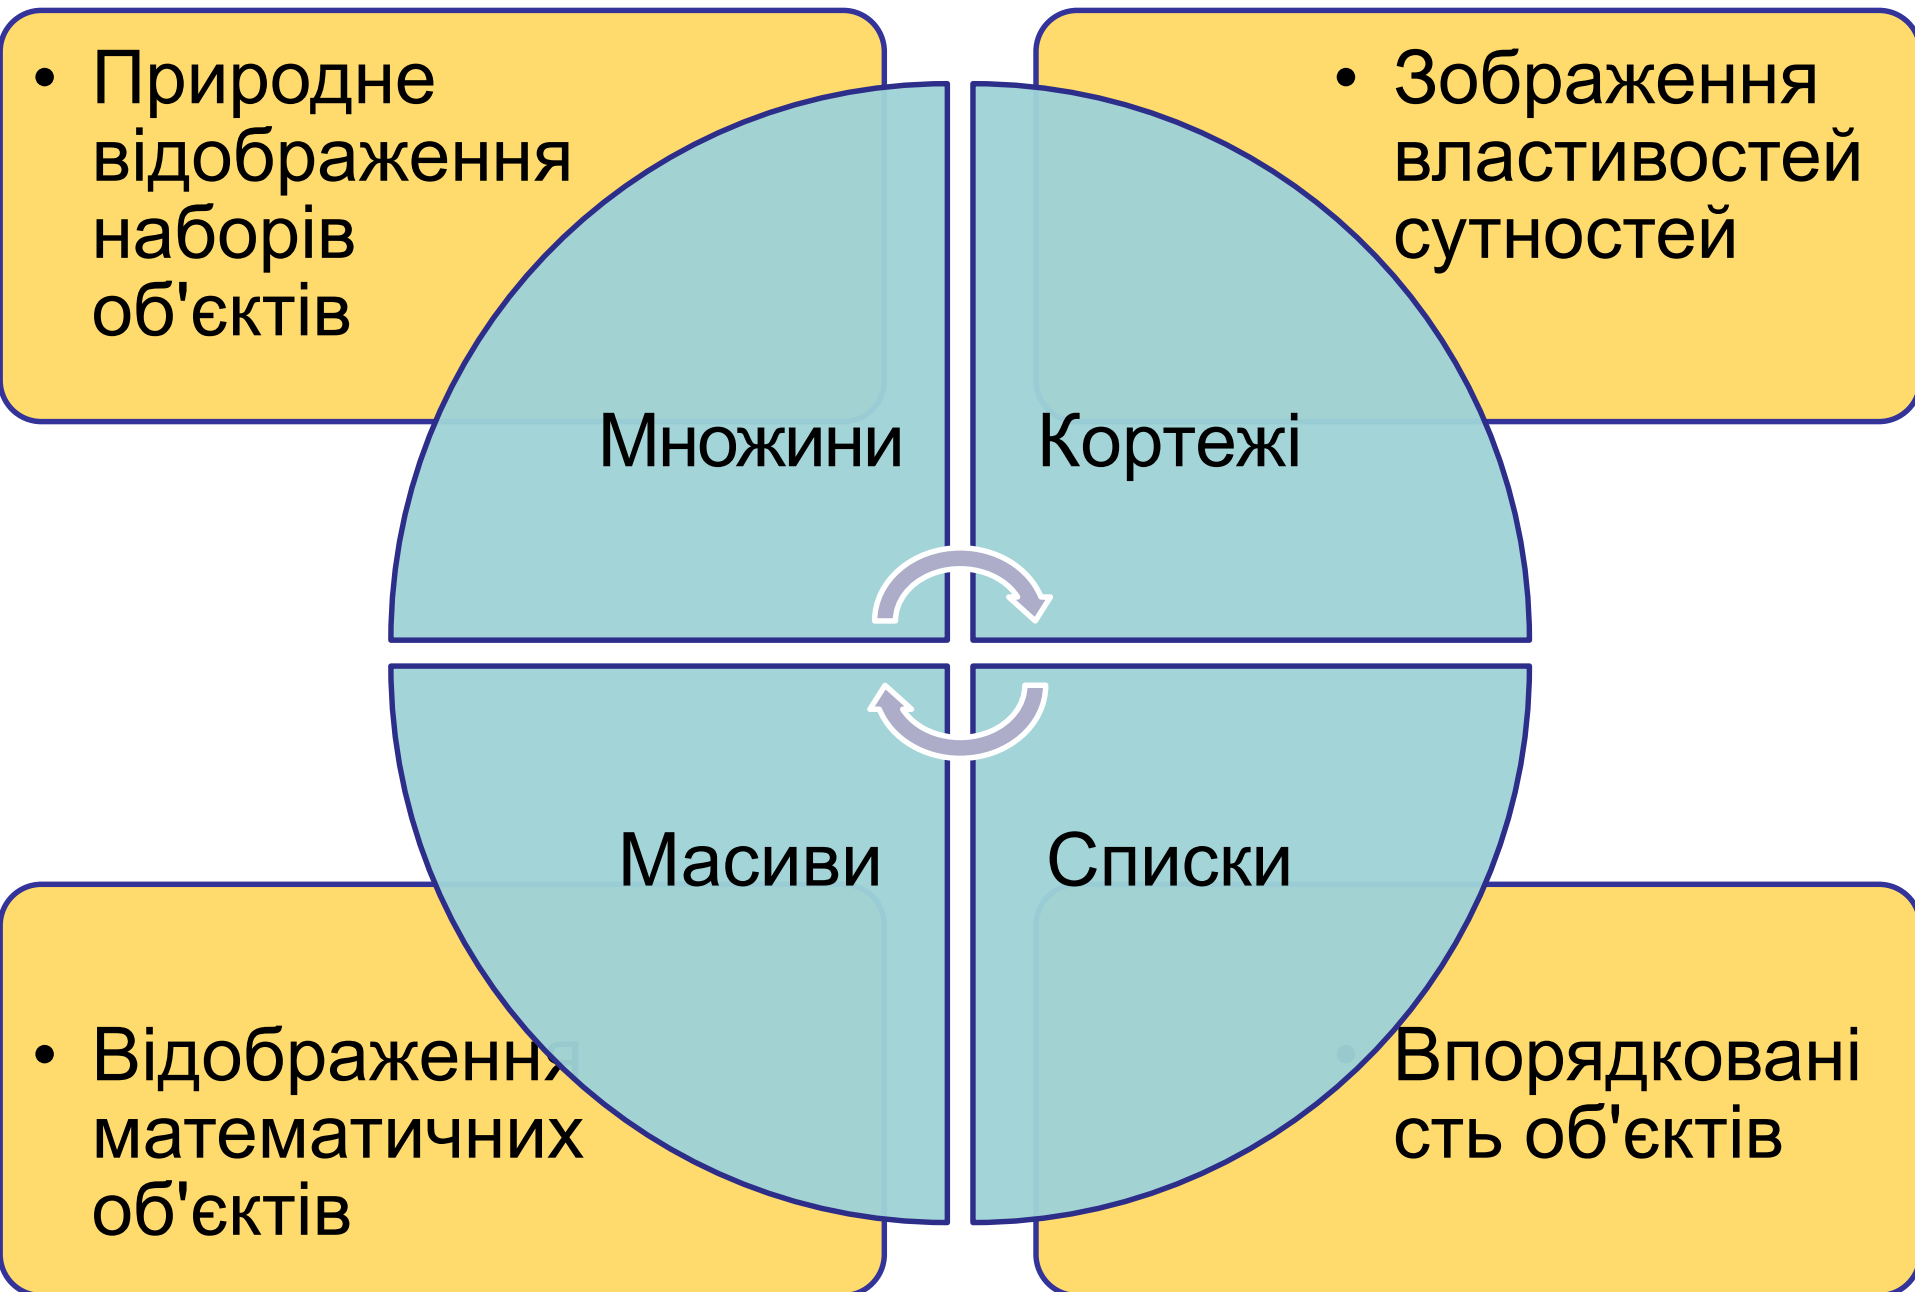 • Природне
відображення
наборів
об'єктів
• Зображення
властивостей
сутностей
Множини
Кортежі
Масиви
Списки
• Відображення
математичних
об'єктів
• Впорядковані
сть об'єктів